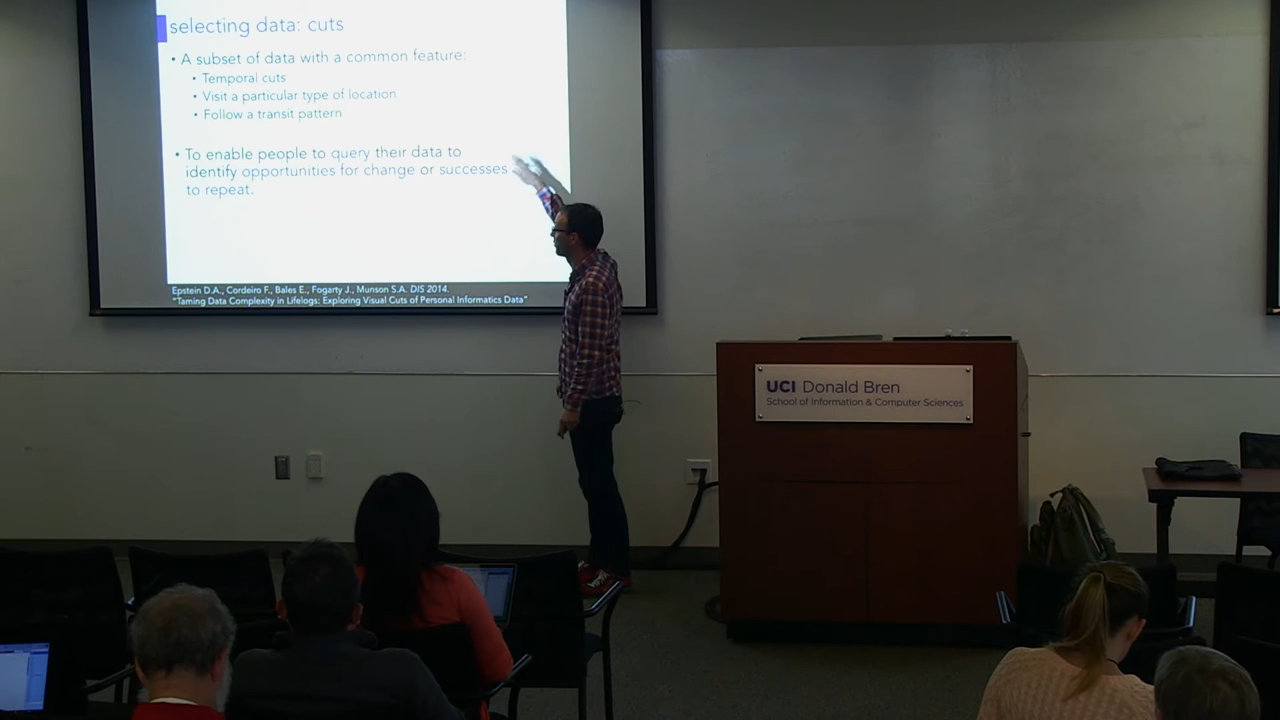 selecting data: cuts
• A subset of data with a common feature:
• Temporal cuts
• Visit a particular type of location
• Follow a transit pattern
• To enable people to query their data to
identify opportunities for change or successes
to repeat.
Epstein D.A., Cordeiro F., Bales E., Fogarty J., Munson S.A. DIS 2014.
"Taming Data Complexity in Lifelogs: Exploring Visual Cuts of Personal Informatics Data"
UCI Donald Bren
School of Information & Computer Sciences